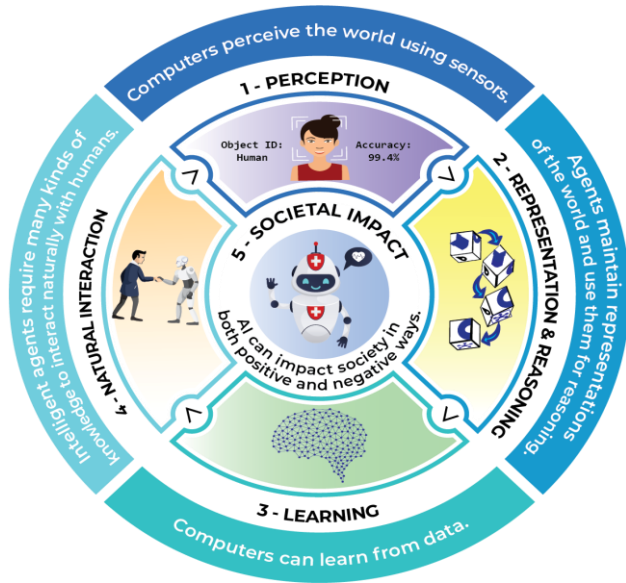 Computers perceive the world using sensors.
1 - PERCEPTION
Object ID:
Human
Accuracy:
99.4%
Agents maintain representations
of the world and use them for reasoning.
2 - REPRESENTATION & REASONING
3 - LEARNING
Computers can learn from data.
Intelligent agents require many kinds of
knowledge to interact naturally with humans.
4 - NATURAL INTERACTION
5 - SOCIETAL IMPACT
AI can impact society in
both positive and negative ways.